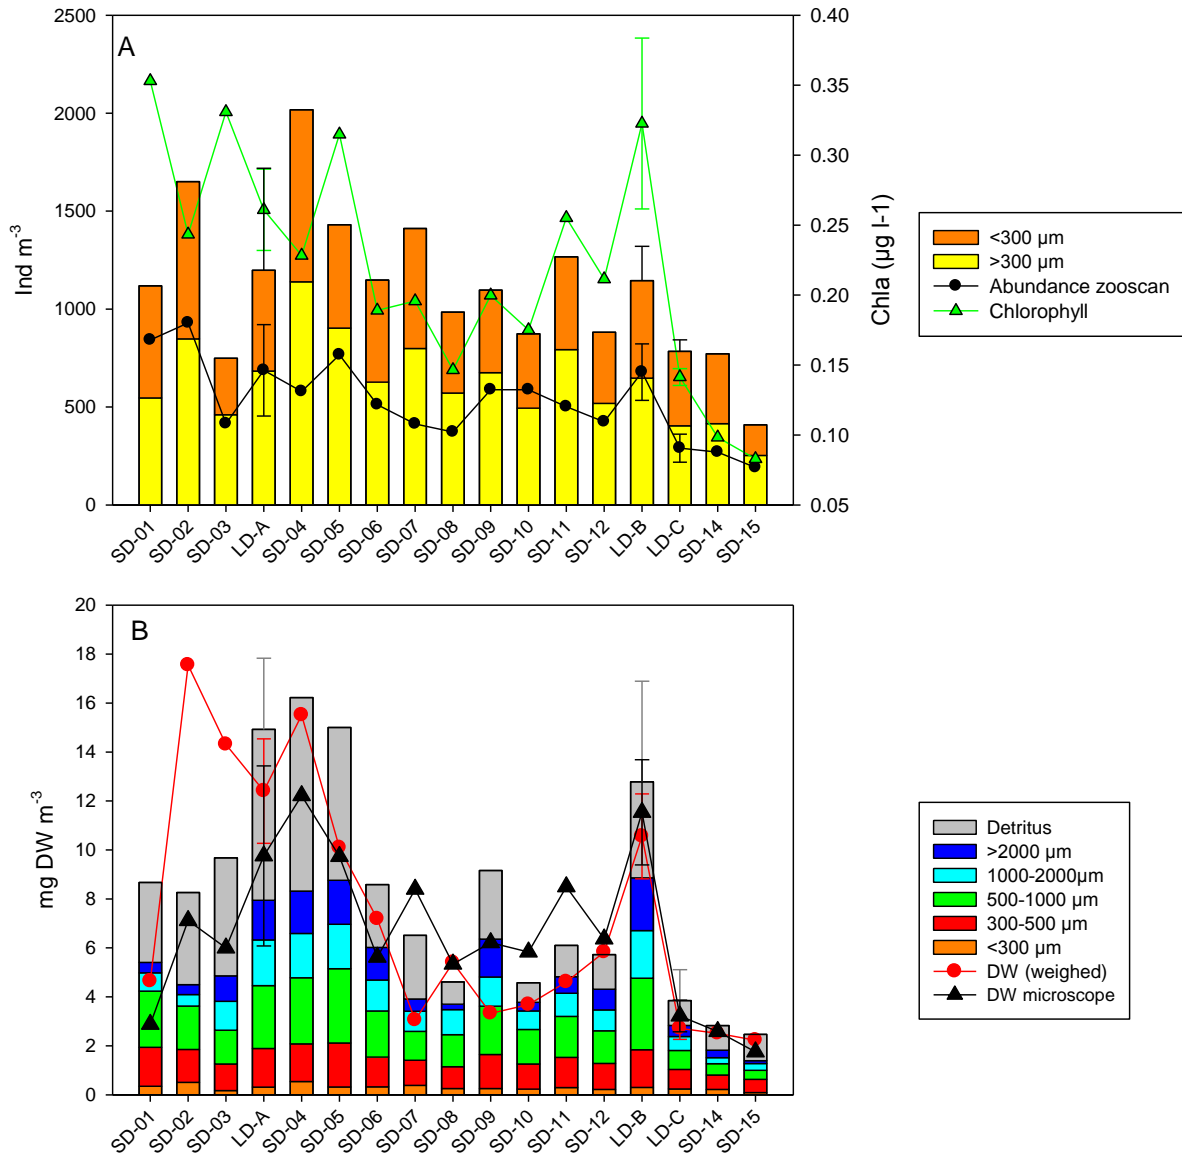 A
Ind m-3
2500
2000
1500
1000
500
0
0.40
0.35
0.30
0.25
0.20
0.15
0.10
0.05
Chla (µg l-1)
SD-01
SD-02
SD-03
LD-A
SD-04
SD-05
SD-06
SD-07
SD-08
SD-09
SD-10
SD-11
SD-12
LD-B
LD-C
SD-14
SD-15
<300 µm
>300 µm
Abundance zooscan
Chlorophyll
B
mg DW m-3
20
18
16
14
12
10
8
6
4
2
0
SD-01
SD-02
SD-03
LD-A
SD-04
SD-05
SD-06
SD-07
SD-08
SD-09
SD-10
SD-11
SD-12
LD-B
LD-C
SD-14
SD-15
Detritus
>2000 µm
1000-2000µm
500-1000 µm
300-500 µm
<300 µm
DW (weighed)
DW microscope